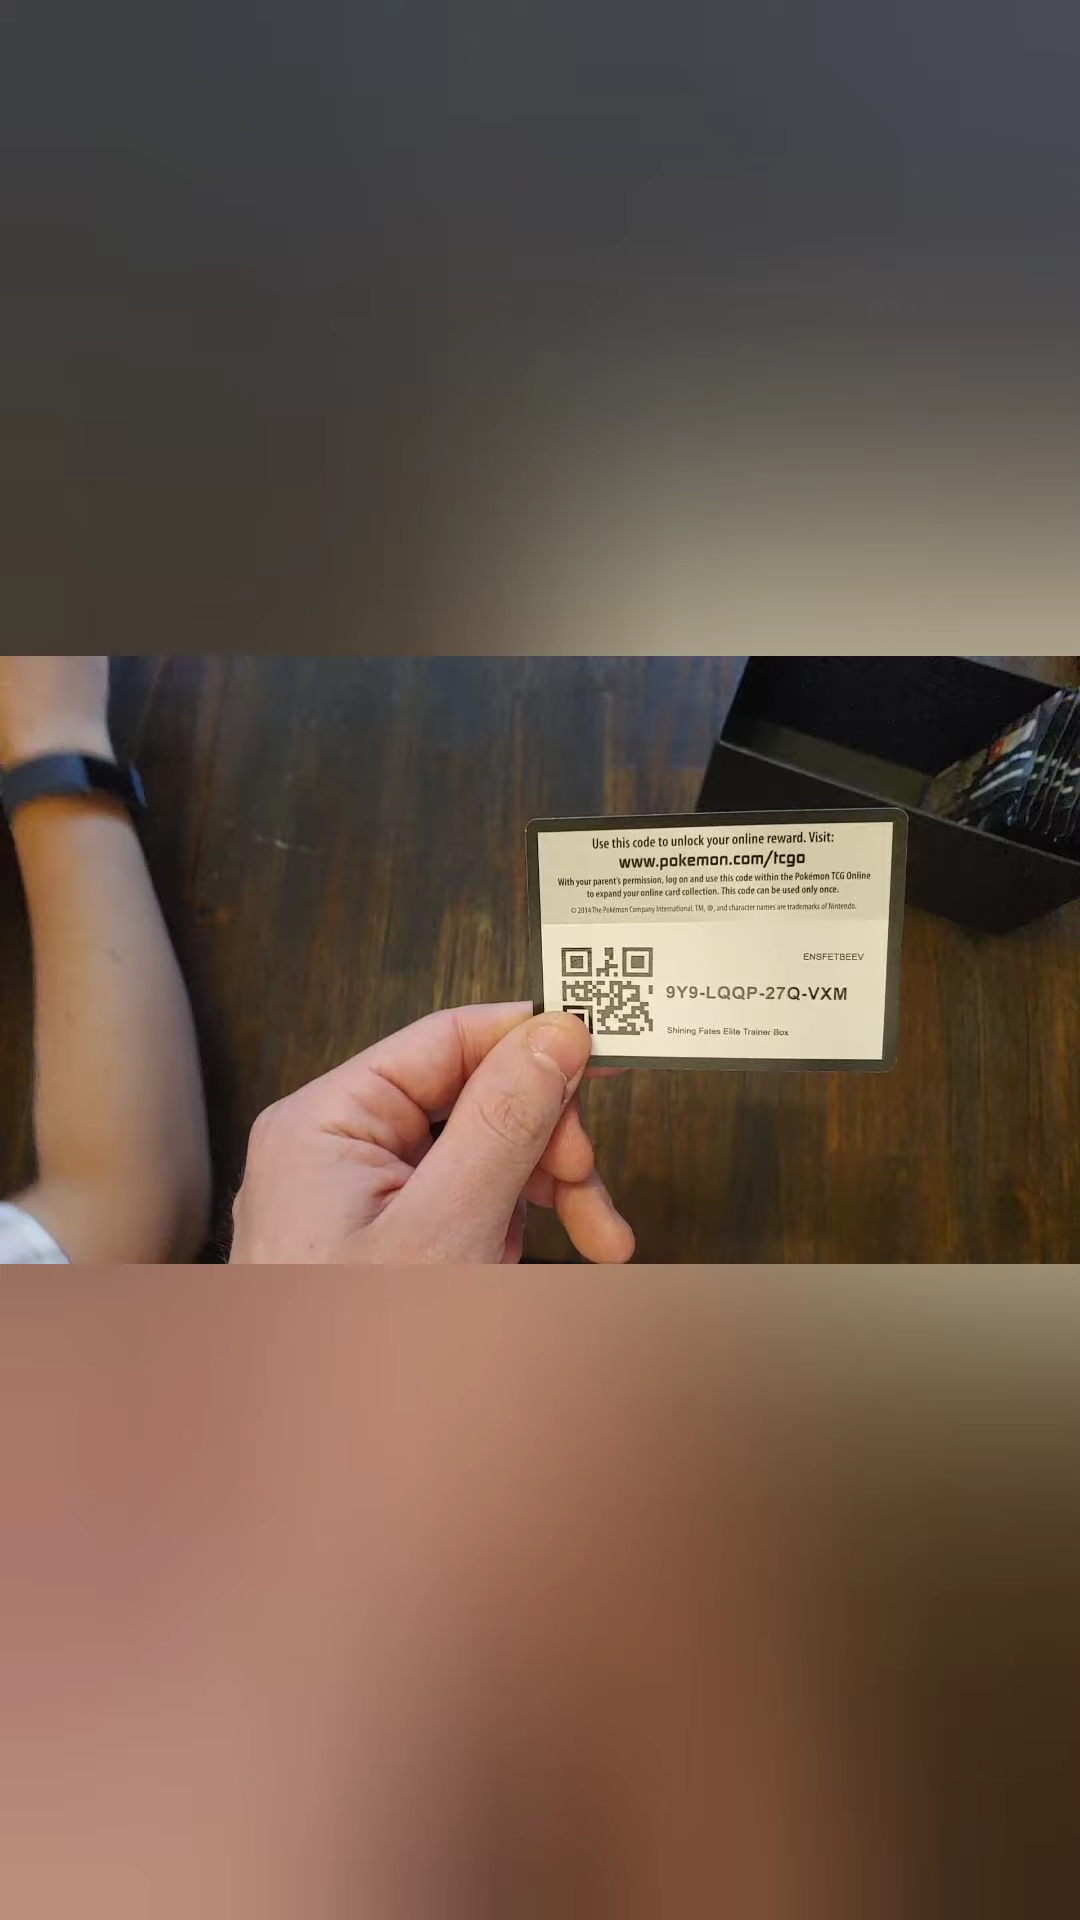 Use this code to unlock your online reward. Visit:
www.pokemon.com/tcgo
With your parent's permission, log on and use this code within the Pokémon TCG Online
to expand your online card collection. This code can be used only once.
© 2014 The Pokémon Company International. TM, ®, and character names are trademarks of Nintendo.
ENSFETBEEV
9Y9-LQQP-27Q-VXM
Shining Fates Elite Trainer Box